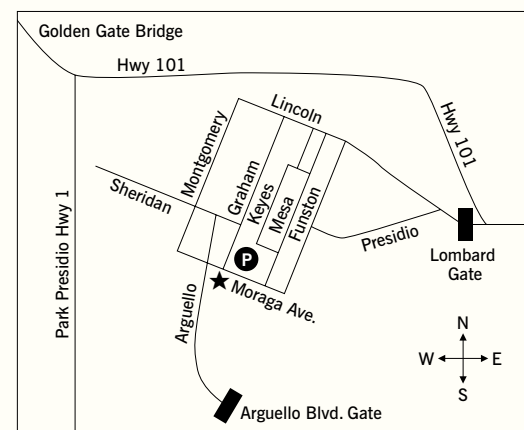 Golden Gate Bridge
Hwy 101
Lincoln
Hwy 101
Montgomery
Graham
Keyes
Mesa
Funston
Sheridan
Presidio
Park Presidio Hwy 1
P
Lombard
Gate
Moraga Ave.
Arguello
N
W
E
S
Arguello Blvd. Gate